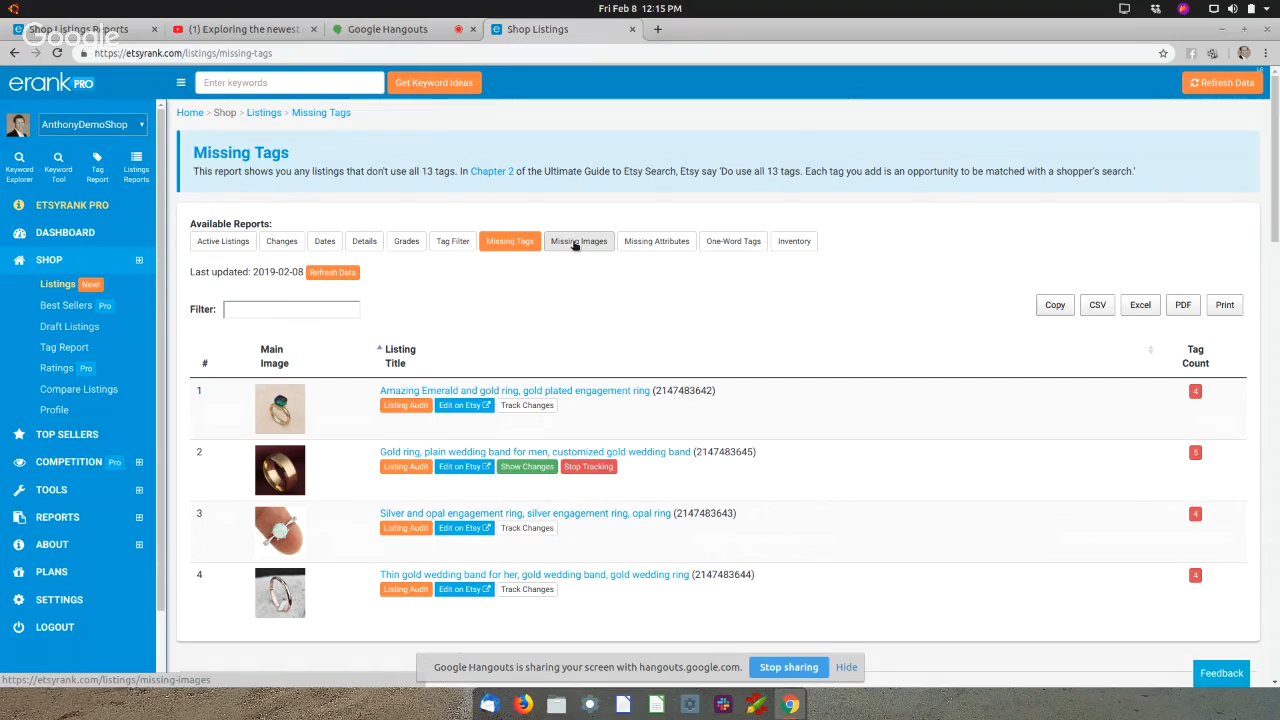 Fri Feb 8 12:15 PM
Shop Listings Reports
(1) Exploring the newest
Google Hangouts
Shop Listings
Google
https://etsyrank.com/listings/missing-tags
erank PRO
Enter keywords
Get Keyword Ideas
Refresh Data
AnthonyDemoShop
Keyword Explorer
Keyword Tool
Tag Report
Listings Reports
ETSYRANK PRO
DASHBOARD
SHOP
Listings New!
Best Sellers Pro
Draft Listings
Tag Report
Ratings Pro
Compare Listings
Profile
TOP SELLERS
COMPETITION Pro
TOOLS
REPORTS
ABOUT
PLANS
SETTINGS
LOGOUT
Home > Shop > Listings > Missing Tags
Missing Tags
This report shows you any listings that don't use all 13 tags. In Chapter 2 of the Ultimate Guide to Etsy Search, Etsy say 'Do use all 13 tags. Each tag you add is an opportunity to be matched with a shopper's search.'
Available Reports:
Active Listings Changes Dates Details Grades Tag Filter Missing Tags Missing Images Missing Attributes One-Word Tags Inventory
Last updated: 2019-02-08 Refresh Data
Filter:
Copy CSV Excel PDF Print
# Main Image Listing Title Tag Count
1 Amazing Emerald and gold ring, gold plated engagement ring (2147483642) 4
Listing Audit Edit on Etsy Track Changes
2 Gold ring, plain wedding band for men, customized gold wedding band (2147483645) 5
Listing Audit Edit on Etsy Show Changes Stop Tracking
3 Silver and opal engagement ring, silver engagement ring, opal ring (2147483643) 4
Listing Audit Edit on Etsy Track Changes
4 Thin gold wedding band for her, gold wedding band, gold wedding ring (2147483644) 4
Listing Audit Edit on Etsy Track Changes
Google Hangouts is sharing your screen with hangouts.google.com. Stop sharing Hide
Feedback
https://etsyrank.com/listings/missing-images